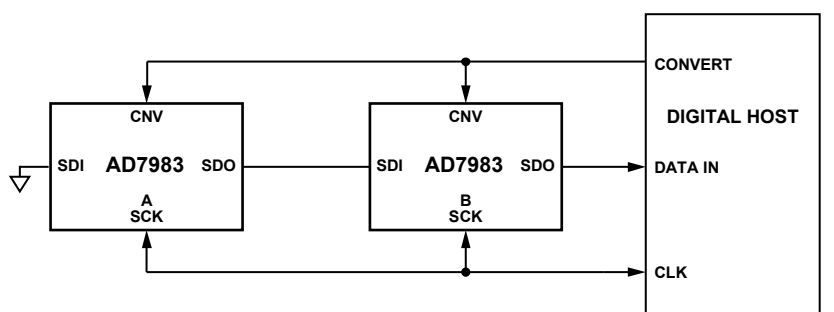 CONVERT
CNV
CNV
DIGITAL HOST
SDI AD7983 SDO
SDI AD7983 SDO
DATA IN
A
SCK
B
SCK
CLK